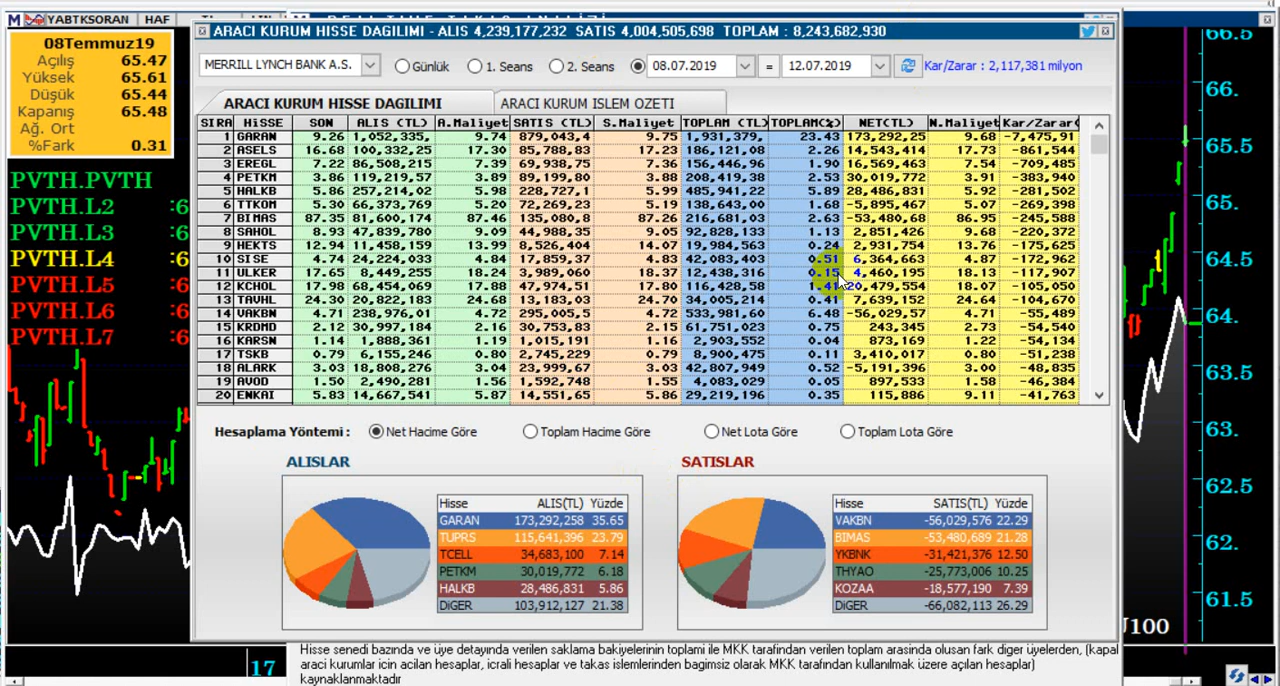 YABTKSORAN HAF
08Temmuz19
Açılış 65.47
Yüksek 65.61
Düşük 65.44
Kapanış 65.48
Ağ. Ort
%Fark 0.31
PVTH.PVTH
PVTH.L2 :6
PVTH.L3 :6
PVTH.L4 :6
PVTH.L5 :6
PVTH.L6 :6
PVTH.L7 :6
ARACI KURUM HISSE DAGILIMI - ALIS 4,239,177,232 SATIS 4,004,505,698 TOPLAM : 8,243,682,930
MERRILL LYNCH BANK A.S. Günlük 1. Seans 2. Seans 08.07.2019 = 12.07.2019 Kar/Zarar : 2,117,381 milyon
ARACI KURUM HISSE DAGILIMI ARACI KURUM ISLEM OZETI
SIRA HiSSE SON ALIS (TL) A.Maliyet SATIS (TL) S.Maliyet TOPLAM (TL) TOPLAM(%) NET(TL) N.Maliyet Kar/Zarar(
1 GARAN 9.26 1,052,335, 9.74 879,043,4 9.75 1,931,379, 23.43 173,292,25 9.68 -7,475,91
2 ASELS 16.68 100,332,25 17.30 85,788,83 17.23 186,121,08 2.26 14,543,414 17.73 -861,544
3 EREGL 7.22 86,508,215 7.39 69,938,75 7.36 156,446,96 1.90 16,569,463 7.54 -709,485
4 PETKM 3.86 119,219,57 3.89 89,199,80 3.88 208,419,38 2.53 30,019,772 3.91 -383,940
5 HALKB 5.86 257,214,02 5.98 228,727,1 5.99 485,941,22 5.89 28,486,831 5.92 -281,502
6 TTKOM 5.30 66,373,769 5.20 72,269,23 5.19 138,643,00 1.68 -5,895,467 5.07 -269,398
7 BIMAS 87.35 81,600,174 87.46 135,080,8 87.26 216,681,03 2.63 -53,480,68 86.95 -245,588
8 SAHOL 8.93 47,839,780 9.09 44,988,35 9.05 92,828,133 1.13 2,851,426 9.68 -220,372
9 HEKTS 12.94 11,458,159 13.99 8,526,404 14.07 19,984,563 0.24 2,931,754 13.76 -175,625
10 SISE 4.74 24,224,033 4.84 17,859,37 4.83 42,083,403 0.51 6,364,663 4.87 -172,962
11 ULKER 17.65 8,449,255 18.24 3,989,060 18.37 12,438,316 0.15 4,460,195 18.13 -117,907
12 KCHOL 17.98 68,454,069 17.88 47,974,51 17.80 116,428,58 1.41 20,479,554 18.07 -105,050
13 TAVHL 24.30 20,822,183 24.68 13,183,03 24.70 34,005,214 0.41 7,639,152 24.64 -104,670
14 VAKBN 4.71 238,976,01 4.72 295,005,5 4.72 533,981,60 6.48 -56,029,57 4.71 -55,489
15 KRDMD 2.12 30,997,184 2.16 30,753,83 2.15 61,751,023 0.75 243,345 2.73 -54,540
16 KARSN 1.14 1,888,361 1.19 1,015,191 1.16 2,903,552 0.04 873,169 1.22 -54,134
17 TSKB 0.79 6,155,246 0.80 2,745,229 0.79 8,900,475 0.11 3,410,017 0.80 -51,238
18 ALARK 3.03 18,808,276 3.04 23,999,67 3.03 42,807,949 0.52 -5,191,396 3.00 -48,835
19 AVOD 1.50 2,490,281 1.56 1,592,748 1.55 4,083,029 0.05 897,533 1.58 -46,384
20 ENKAI 5.83 14,667,541 5.87 14,551,65 5.86 29,219,196 0.35 115,886 9.11 -41,763
Hesaplama Yöntemi : Net Hacime Göre Toplam Hacime Göre Net Lota Göre Toplam Lota Göre
ALISLAR
Hisse ALIS(TL) Yüzde
GARAN 173,292,258 35.65
TUPRS 115,641,396 23.79
TCELL 34,683,100 7.14
PETKM 30,019,772 6.18
HALKB 28,486,831 5.86
DiGER 103,912,127 21.38
SATISLAR
Hisse SATIS(TL) Yüzde
VAKBN -56,029,576 22.29
BIMAS -53,480,689 21.28
YKBNK -31,421,376 12.50
THYAO -25,773,006 10.25
KOZAA -18,577,190 7.39
DiGER -66,082,113 26.29
66.5
66.
65.5
65.
64.5
64.
63.5
63.
62.5
62.
61.5
J100
17
Hisse senedi bazında ve üye detayında verilen saklama bakiyelerinin toplami ile MKK tarafından verilen toplam arasinda olusan fark diger üyelerden, (kapal
araci kurumlar icin acilan hesaplar, icrali hesaplar ve takas islemlerinden bagimsiz olarak MKK tarafından kullanılmak üzere açılan hesaplar)
kaynaklanmaktadır